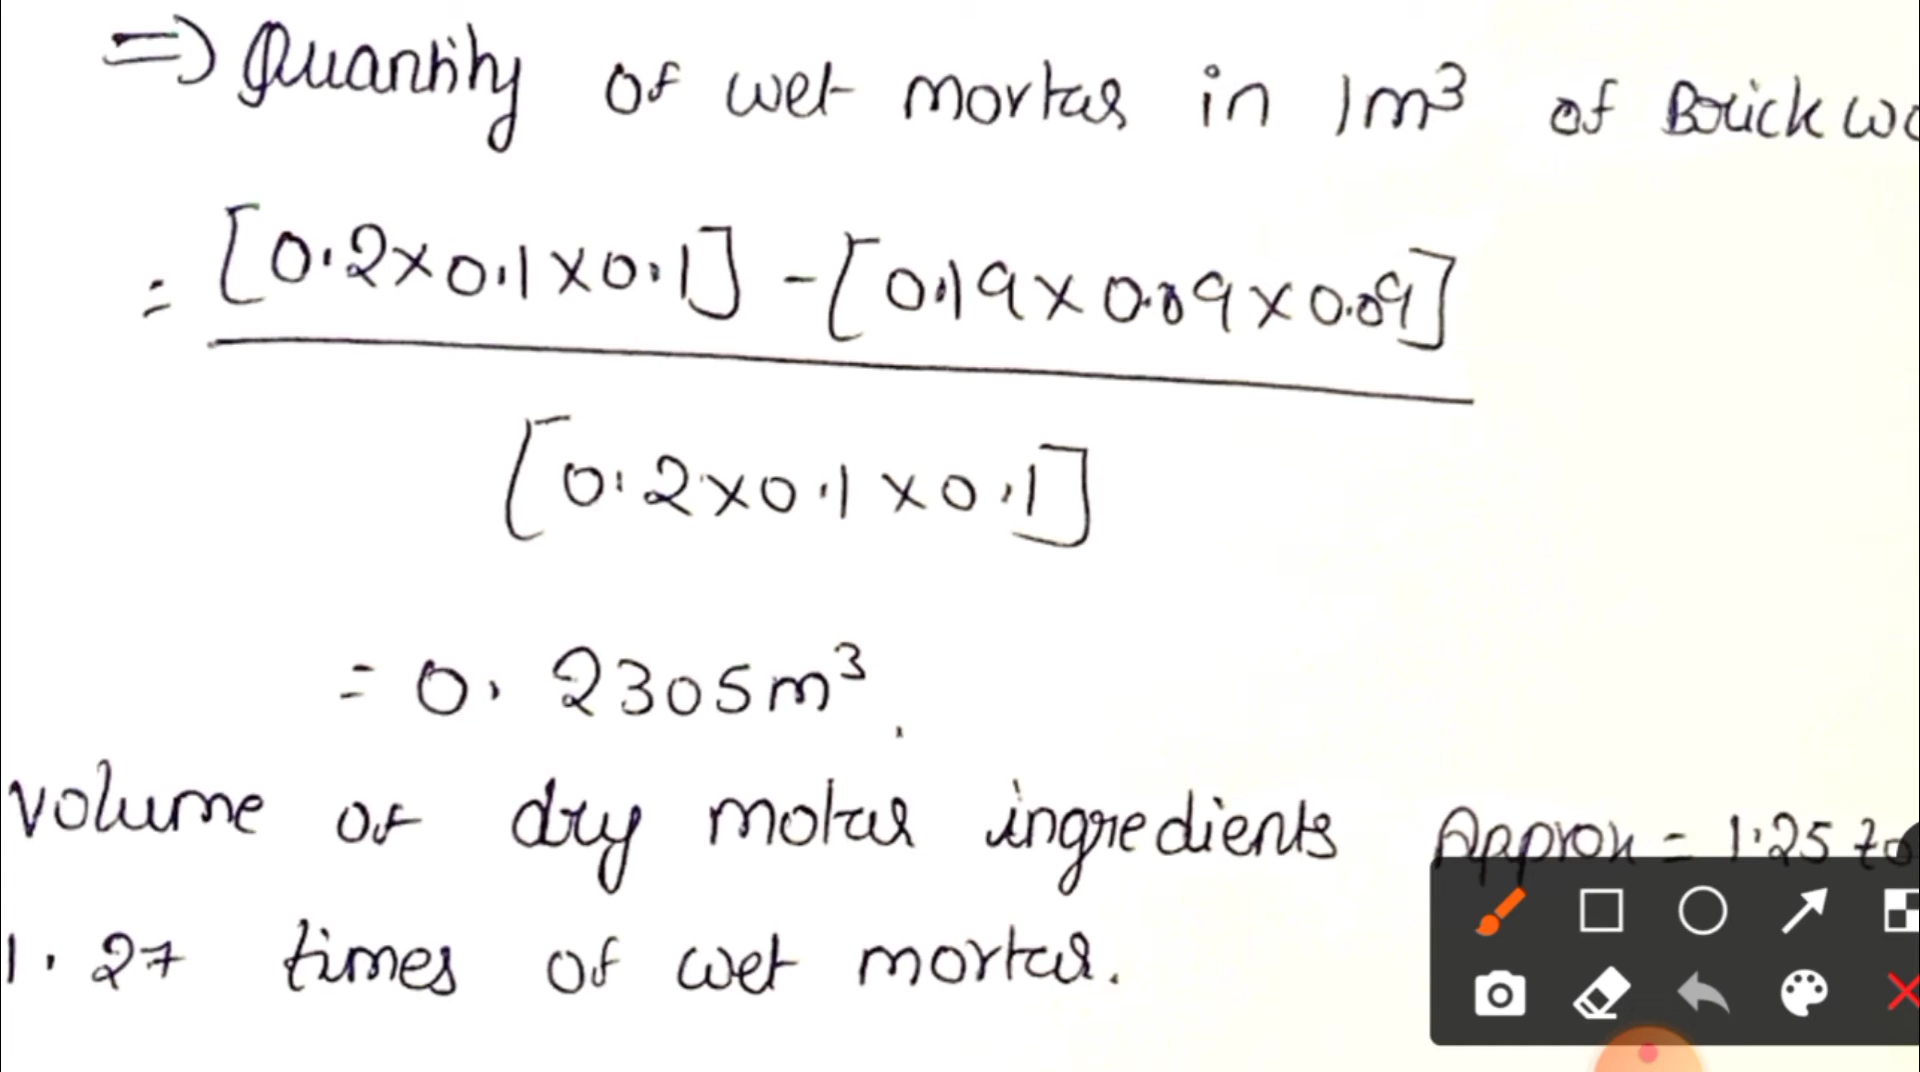 => Quantity of wet mortar in 1m³ of Brick
= [0.2×0.1×0.1] - [0.19×0.09×0.09]
[0.2×0.1×0.1]
= 0.2305m³.
volume of dry motar ingredients Approx = 1.25 to
1.27 times of wet mortar.